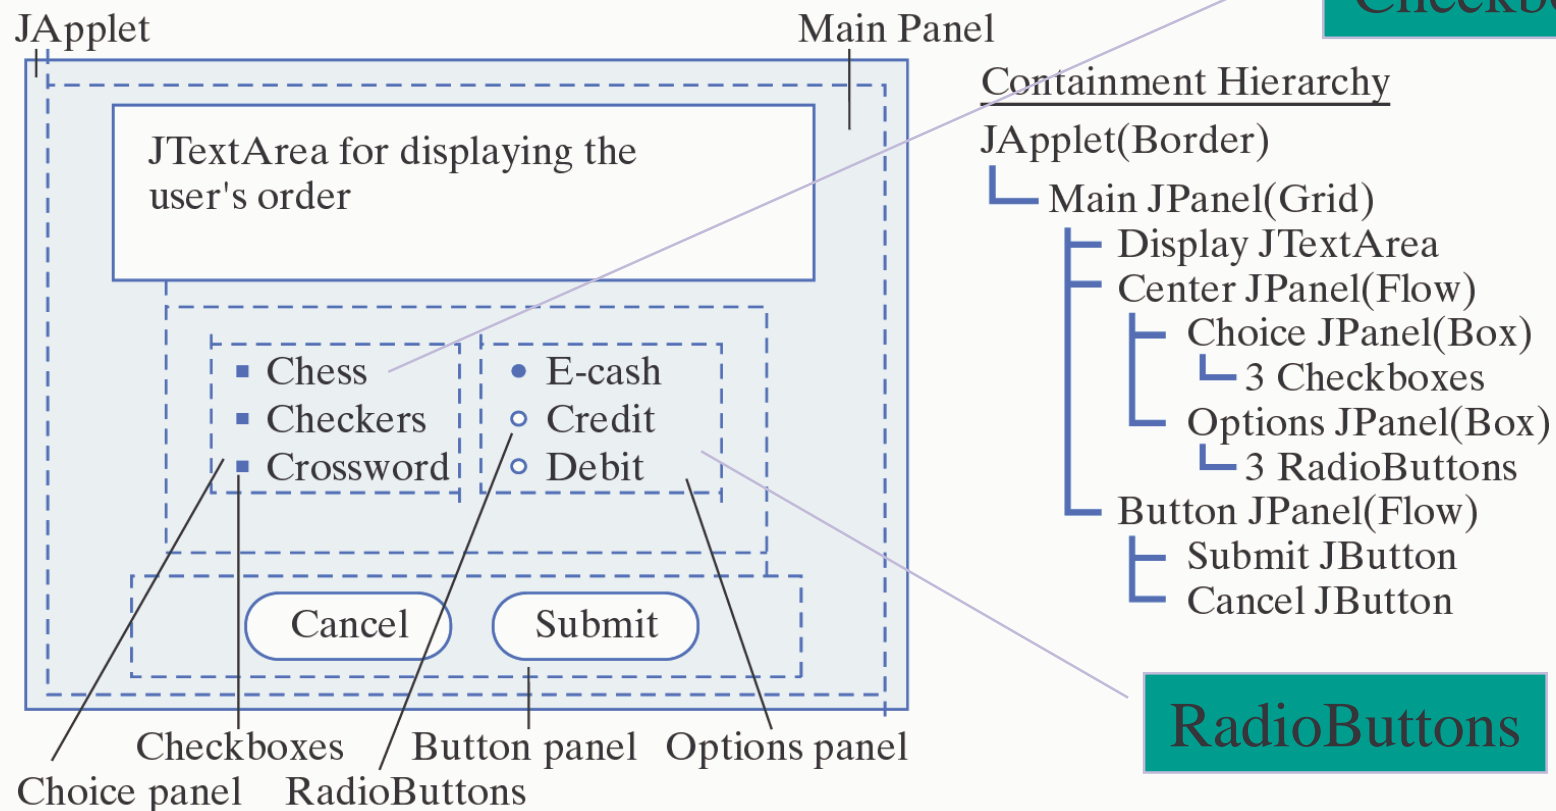 JApplet
Main Panel
JTextArea for displaying the
user's order
Chess
Checkers
Crossword
E-cash
Credit
Debit
Cancel
Submit
Checkboxes
Button panel
Options panel
Choice panel
RadioButtons
Containment Hierarchy
JApplet(Border)
Main JPanel(Grid)
Display JTextArea
Center JPanel(Flow)
Choice JPanel(Box)
3 Checkboxes
Options JPanel(Box)
3 RadioButtons
Button JPanel(Flow)
Submit JButton
Cancel JButton
RadioButtons